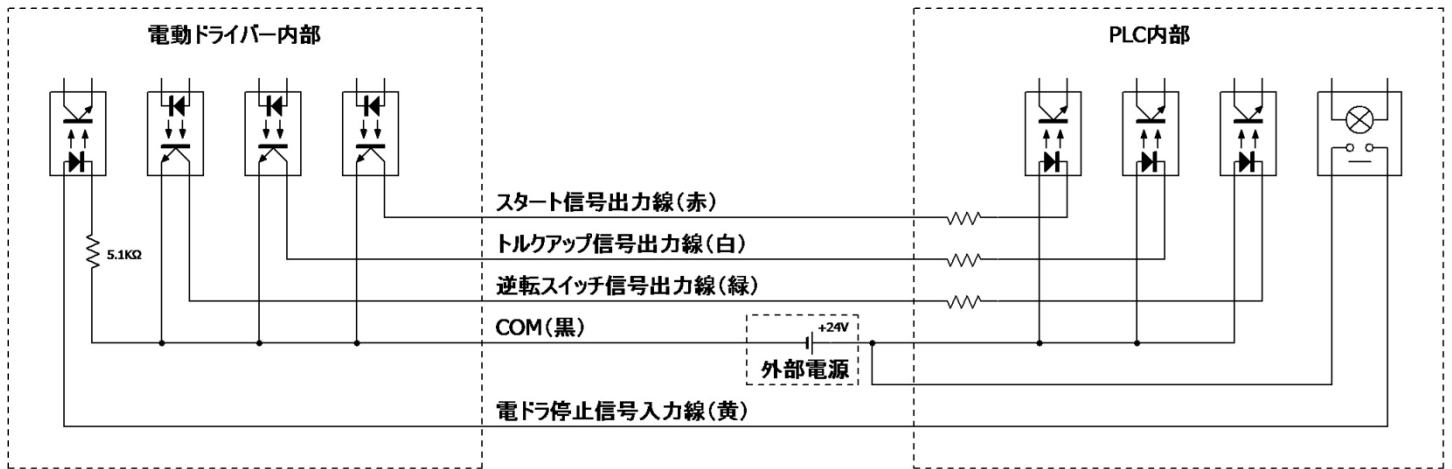 電動ドライバー内部
PLC内部
スタート信号出力線(赤)
トルクアップ信号出力線(白)
5.1KΩ
逆転スイッチ信号出力線(緑)
COM(黒)
+24V
外部電源
電ドラ停止信号入力線(黄)